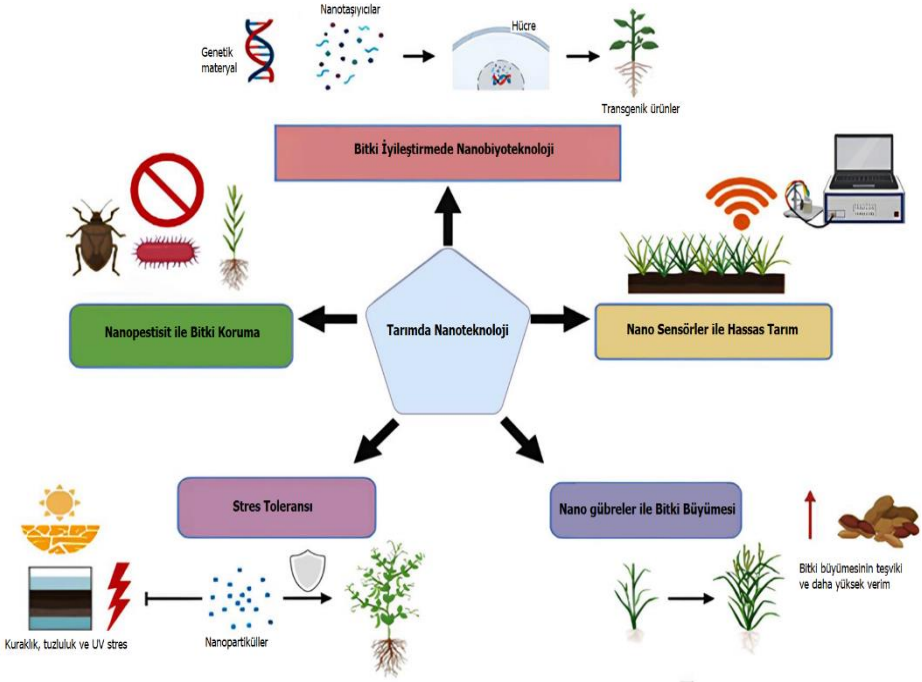 Nanotaşıyıcılar
Genetik
materyal
Hücre
Transgenik ürünler
Bitki İyileştirmede Nanobiyoteknoloji
Nanopestisit ile Bitki Koruma
Tarımda Nanoteknoloji
Nano Sensörler ile Hassas Tarım
Stres Toleransı
Nano gübreler ile Bitki Büyümesi
Bitki büyümesinin teşviki
ve daha yüksek verim
Kuraklık, tuzluluk ve UV stres
Nanopartiküller